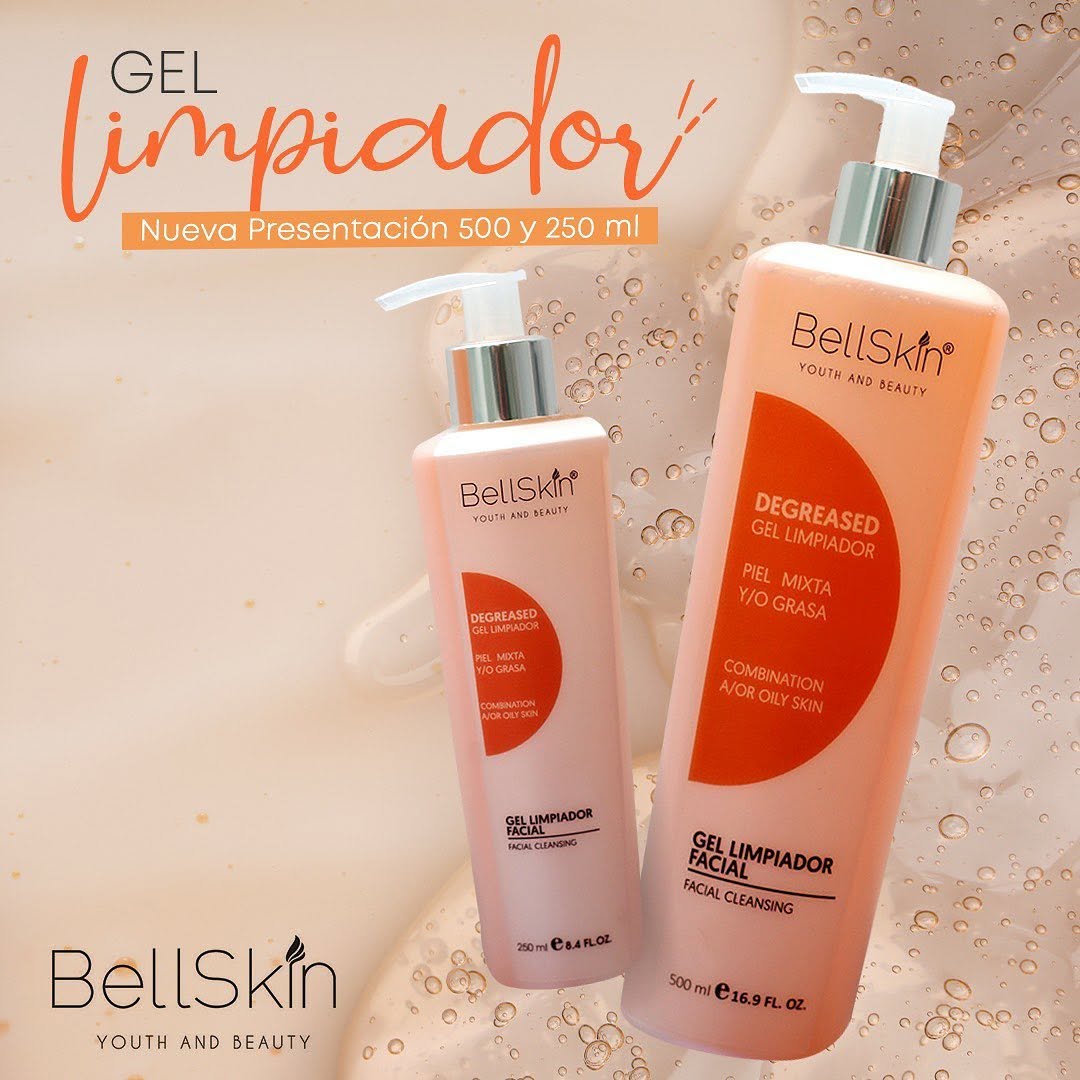 GEL
Limpiador
Nueva Presentación 500 y 250 ml
BellSkin®
YOUTH AND BEAUTY
DEGREASED
GEL LIMPIADOR
PIEL MIXTA
Y/O GRASA
COMBINATION
A/OR OILY SKIN
GEL LIMPIADOR
FACIAL
FACIAL CLEANSING
250 ml e 8.4 FL.OZ.
BellSkin®
YOUTH AND BEAUTY
DEGREASED
GEL LIMPIADOR
PIEL MIXTA
Y/O GRASA
COMBINATION
A/OR OILY SKIN
GEL LIMPIADOR
FACIAL
FACIAL CLEANSING
500 ml e 16.9 FL. OZ.
BellSkin
YOUTH AND BEAUTY